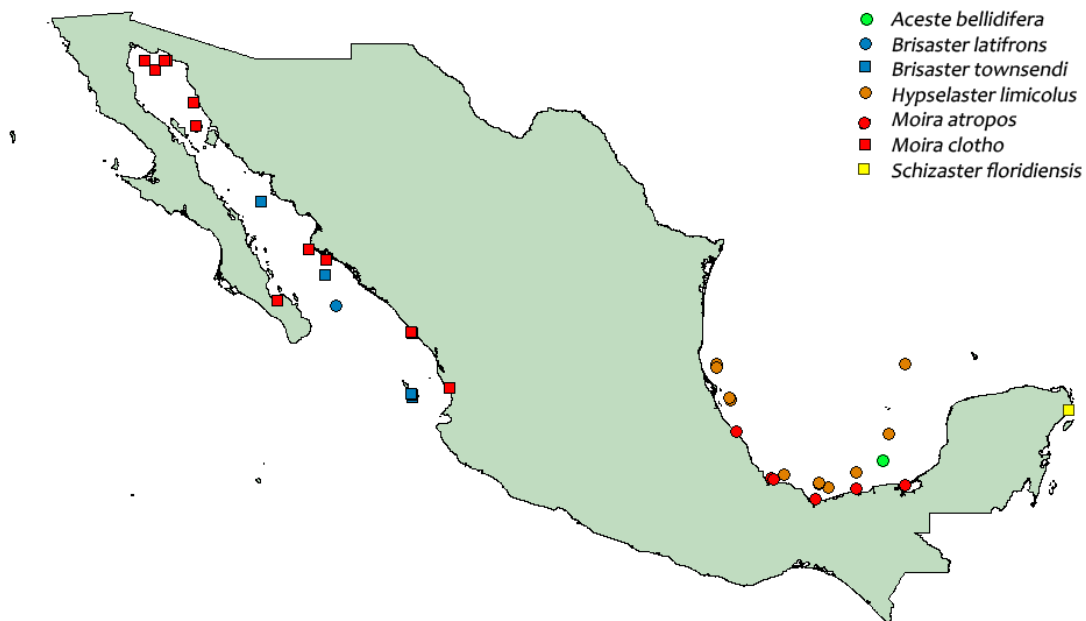 Aceste bellidifera
Brisaster latifrons
Brisaster townsendi
Hypselaster limicolus
Moira atropos
Moira clotho
Schizaster floridiensis